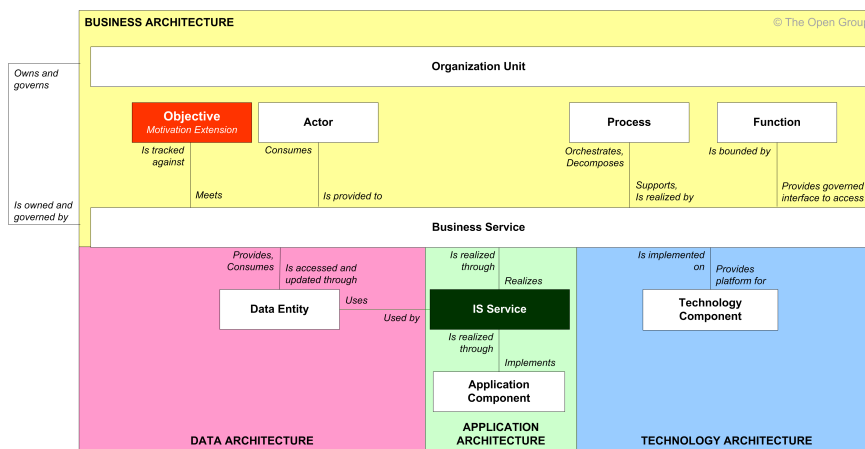 BUSINESS ARCHITECTURE
© The Open Group
Organization Unit
Owns and
governs
Objective
Motivation Extension
Actor
Process
Function
Is tracked
against
Consumes
Orchestrates,
Decomposes
Is bounded by
Meets
Is provided to
Supports,
Is realized by
Provides governed
interface to access
Is owned and
governed by
Business Service
Provides,
Consumes
Is accessed and
updated through
Is realized
through
Realizes
Is implemented
on
Provides
platform for
Data Entity
Uses
Used by
IS Service
Technology
Component
Is realized
through
Implements
Application
Component
DATA ARCHITECTURE
APPLICATION
ARCHITECTURE
TECHNOLOGY ARCHITECTURE